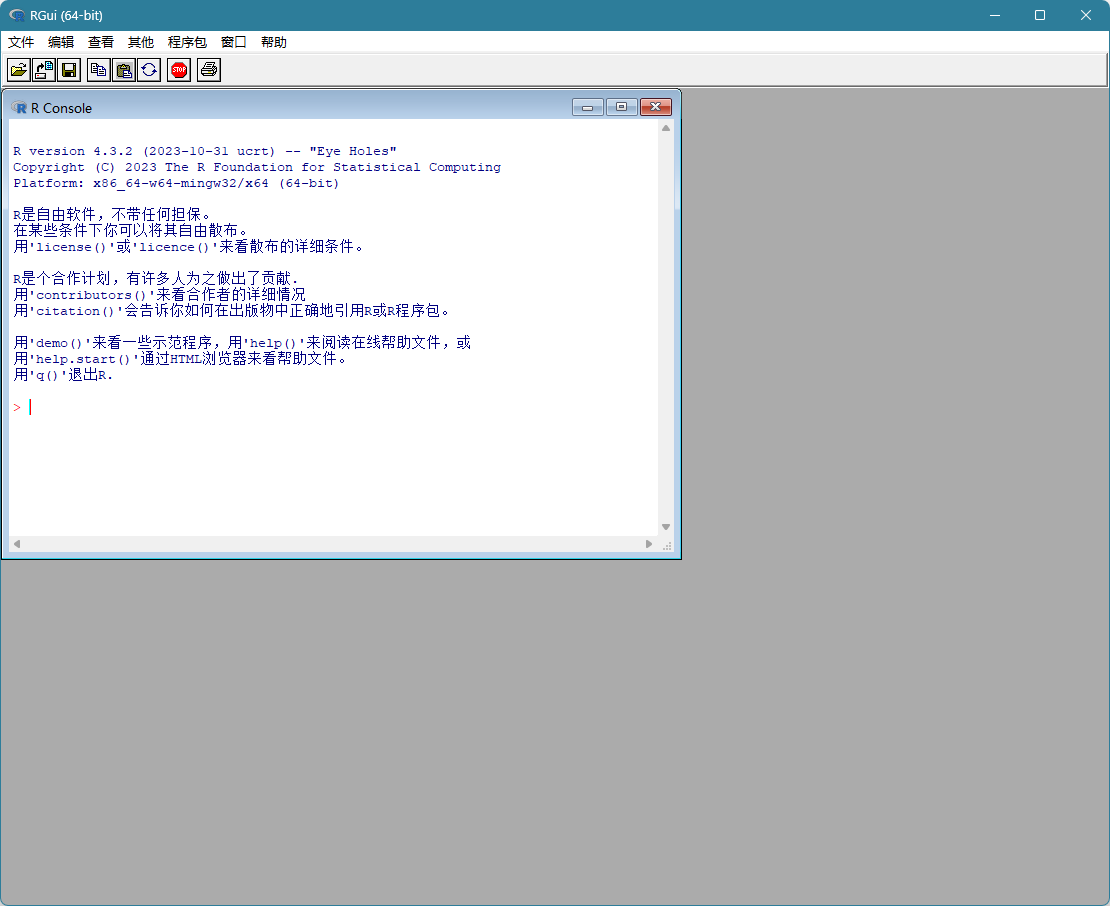 RGui (64-bit)
文件 编辑 查看 其他 程序包 窗口 帮助
STOP
R Console
R version 4.3.2 (2023-10-31 ucrt) -- "Eye Holes"
Copyright (C) 2023 The R Foundation for Statistical Computing
Platform: x86_64-w64-mingw32/x64 (64-bit)
R是自由软件，不带任何担保。
在某些条件下你可以将其自由散布。
用'license()'或'licence()'来看散布的详细条件。
R是个合作计划，有许多人为之做出了贡献.
用'contributors()'来看合作者的详细情况
用'citation()'会告诉你如何在出版物中正确地引用R或R程序包。
用'demo()'来看一些示范程序，用'help()'来阅读在线帮助文件，或
用'help.start()'通过HTML浏览器来看帮助文件。
用'q()'退出R.
>